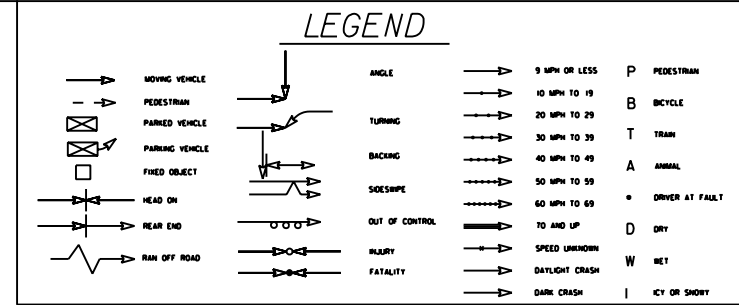 LEGEND
MOVING VEHICLE
PEDESTRIAN
PARKED VEHICLE
PARKING VEHICLE
FIXED OBJECT
HEAD ON
REAR END
RAN OFF ROAD
ANGLE
TURNING
BACKING
SIDESWIPE
OUT OF CONTROL
INJURY
FATALITY
9 MPH OR LESS
10 MPH TO 19
20 MPH TO 29
30 MPH TO 39
40 MPH TO 49
50 MPH TO 59
60 MPH TO 69
70 AND UP
SPEED UNKNOWN
DAYLIGHT CRASH
DARK CRASH
P PEDESTRIAN
B BICYCLE
T TRAIN
A ANIMAL
• DRIVER AT FAULT
D DRY
W WET
I ICY OR SNOWY